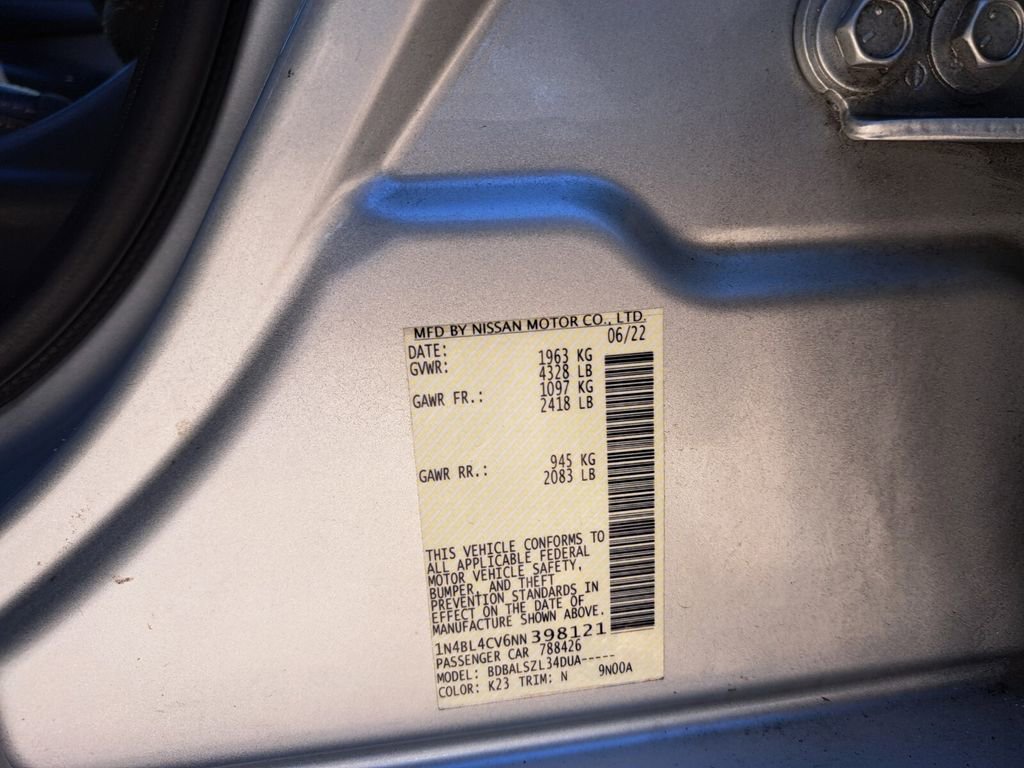 MFD BY NISSAN MOTOR CO., LTD.
DATE: 06/22
GVWR: 1963 KG
4328 LB
GAWR FR.: 1097 KG
2418 LB
GAWR RR.: 945 KG
2083 LB
THIS VEHICLE CONFORMS TO
ALL APPLICABLE FEDERAL
MOTOR VEHICLE SAFETY,
BUMPER, AND THEFT
PREVENTION STANDARDS IN
EFFECT ON THE DATE OF
MANUFACTURE SHOWN ABOVE.
1N4BL4CV6NN398121
PASSENGER CAR 788426
MODEL: BDBALSZL34DUA-----
COLOR: K23 TRIM: N 9N00A